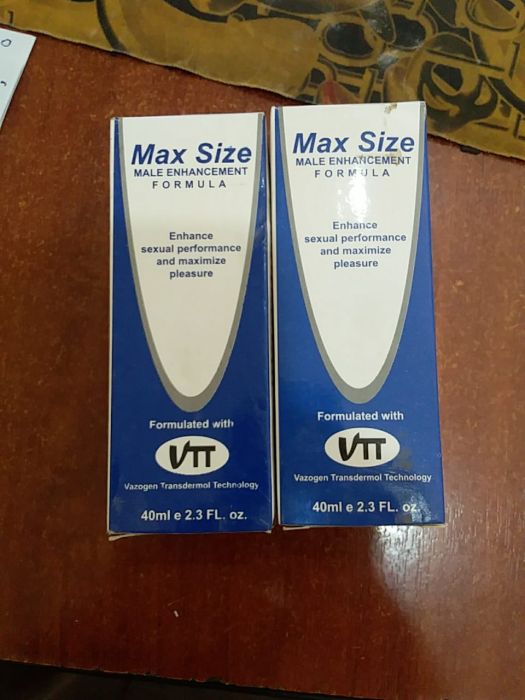 Max Size
MALE ENHANCEMENT
FORMULA
Enhance
sexual performance
and maximize
pleasure
Formulated with
VTT
Vazogen Transdermol Technology
40ml e 2.3 FL. oz.
Max Size
MALE ENHANCEMENT
FORMULA
Enhance
sexual performance
and maximize
pleasure
Formulated with
VTT
Vazogen Transdermol Technology
40ml e 2.3 FL. oz.